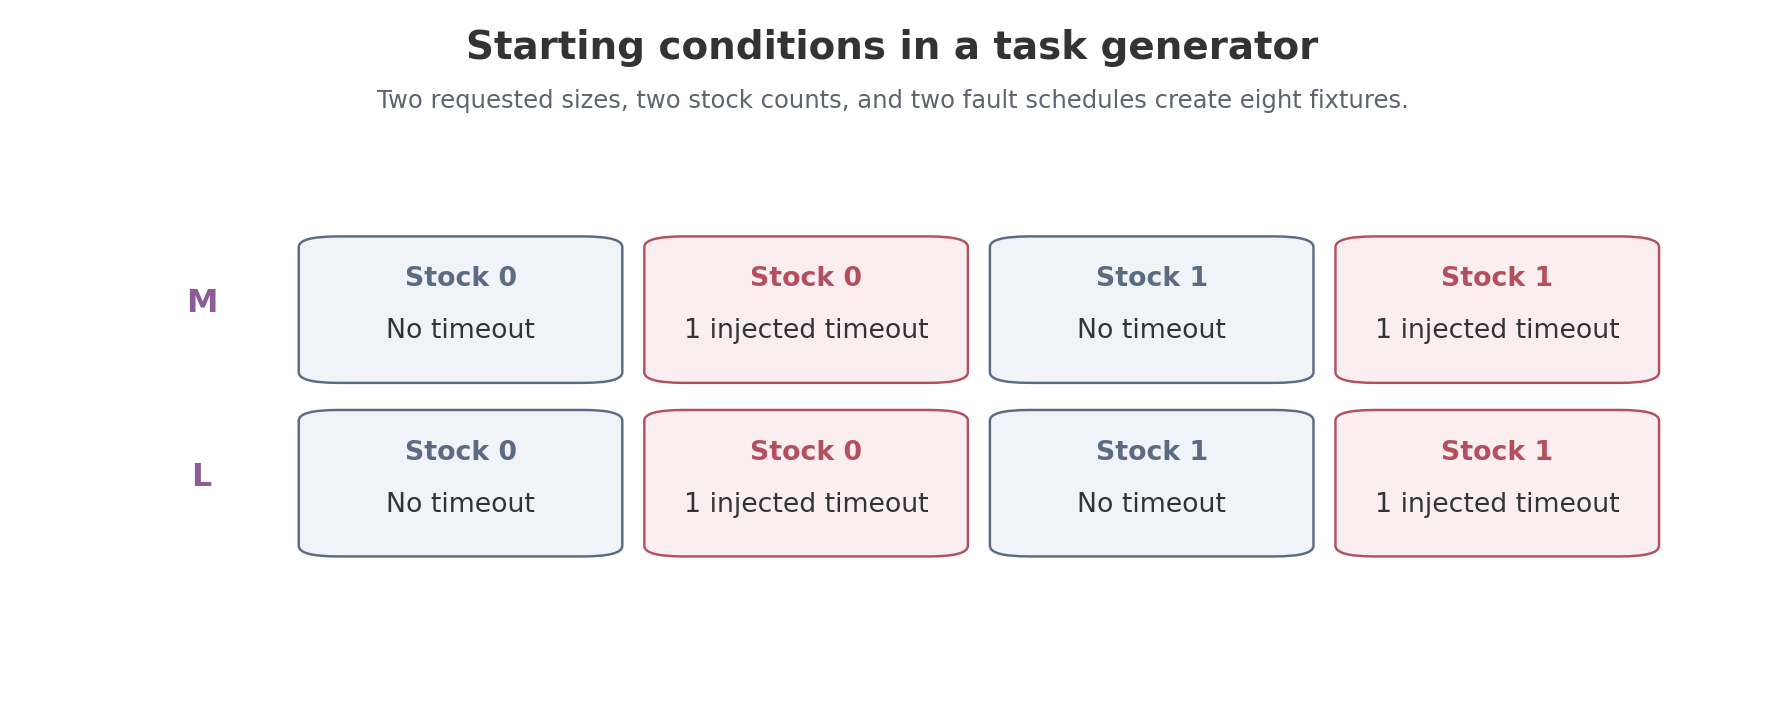 Starting conditions in a task generator
Two requested sizes, two stock counts, and two fault schedules create eight fixtures.
M
Stock 0
No timeout
Stock 0
1 injected timeout
Stock 1
No timeout
Stock 1
1 injected timeout
L
Stock 0
No timeout
Stock 0
1 injected timeout
Stock 1
No timeout
Stock 1
1 injected timeout